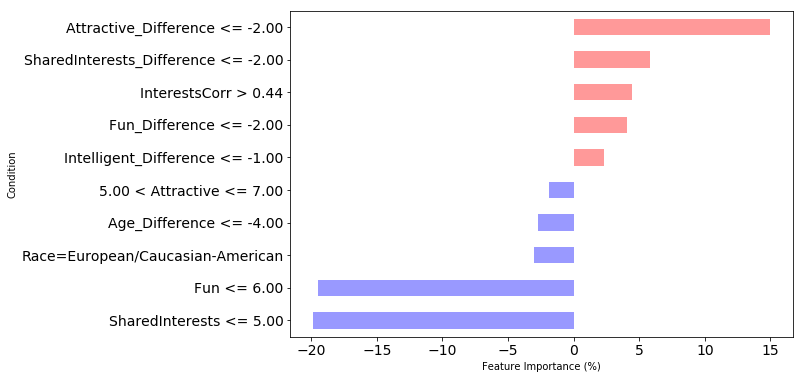 Condition
Attractive_Difference <= -2.00
SharedInterests_Difference <= -2.00
InterestsCorr > 0.44
Fun_Difference <= -2.00
Intelligent_Difference <= -1.00
5.00 < Attractive <= 7.00
Age_Difference <= -4.00
Race=European/Caucasian-American
Fun <= 6.00
SharedInterests <= 5.00
−20 −15 −10 −5 0 5 10 15
Feature Importance (%)